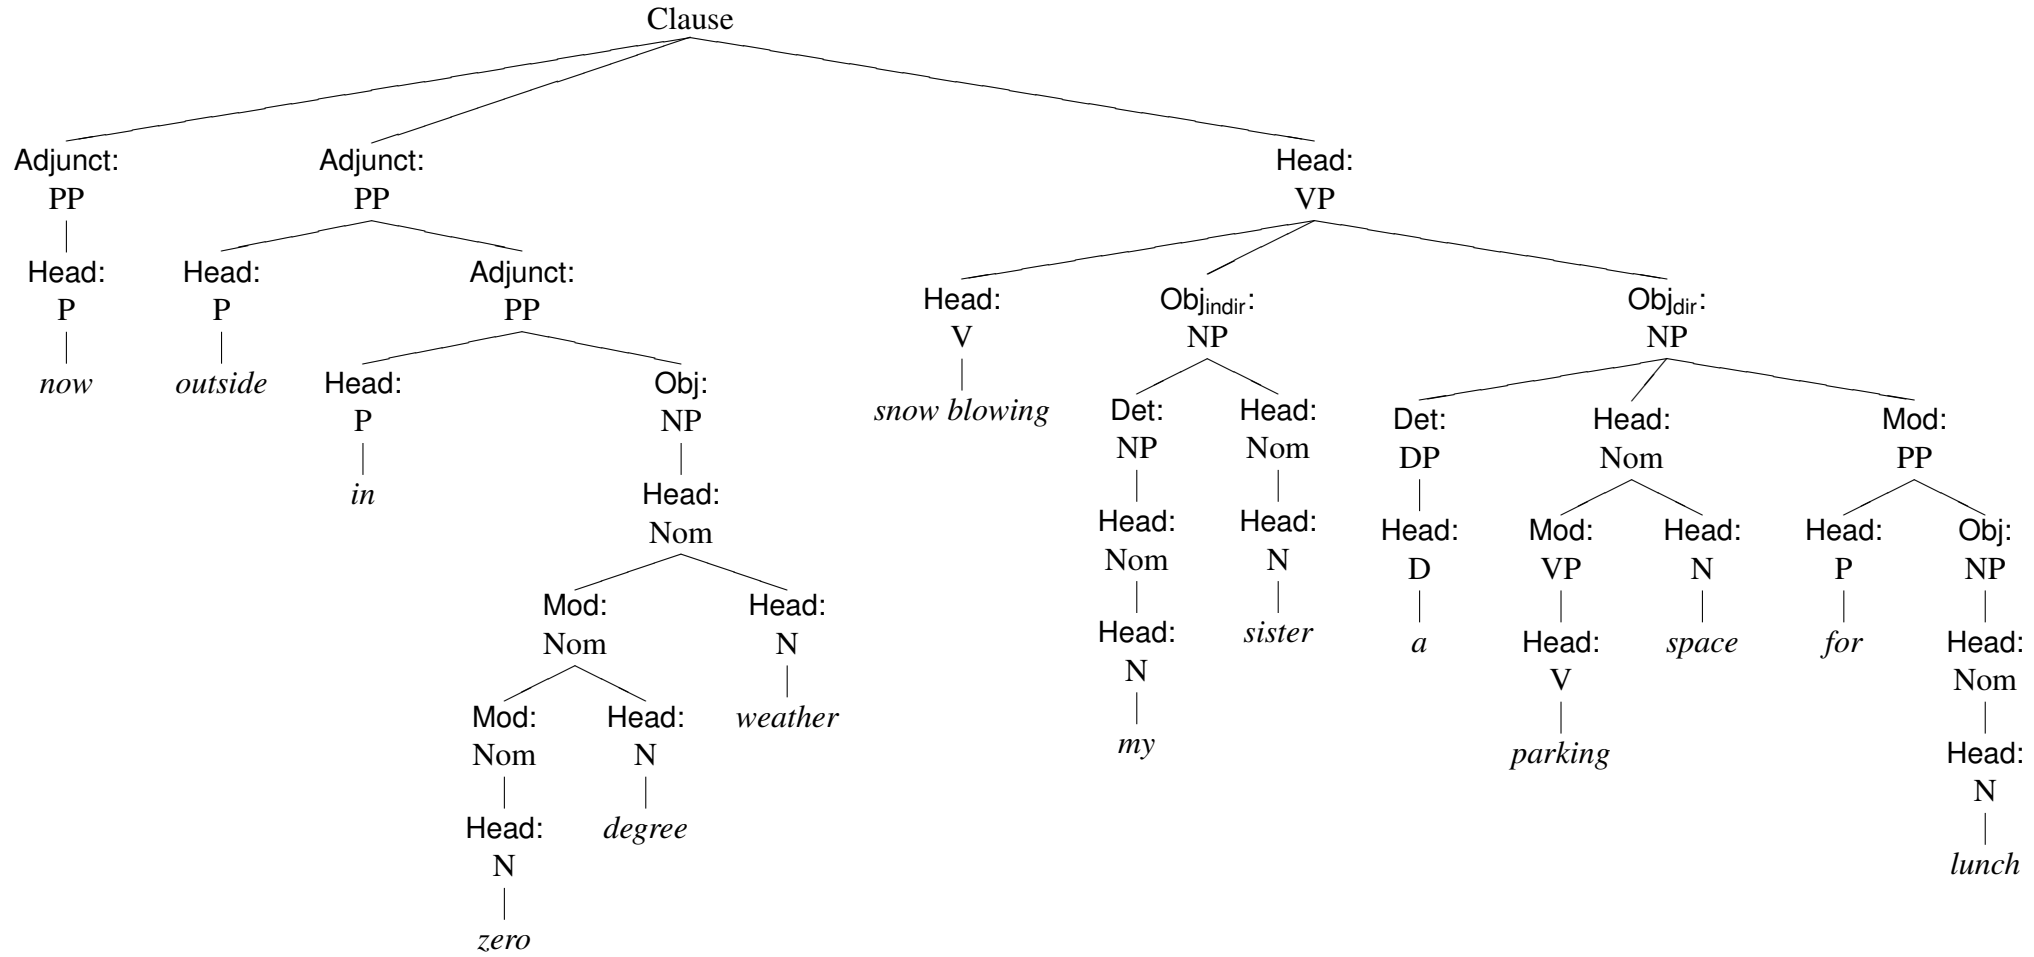 Clause
Adjunct: Adjunct: Head:
PP PP VP
Head: Head: Adjunct: Head: Obj_indir: Obj_dir:
P P PP V NP NP
now outside Head: Obj: snow blowing Det: Head: Det: Head: Mod:
P NP NP Nom DP Nom PP
in Head: Head: Head: Head: Mod: Head: Head: Obj:
Nom Nom N D VP N P NP
Mod: Head: Head: sister a Head: space for Head:
Nom N N V Nom
Mod: Head: weather my parking Head:
Nom N N
Head: degree lunch
N
zero